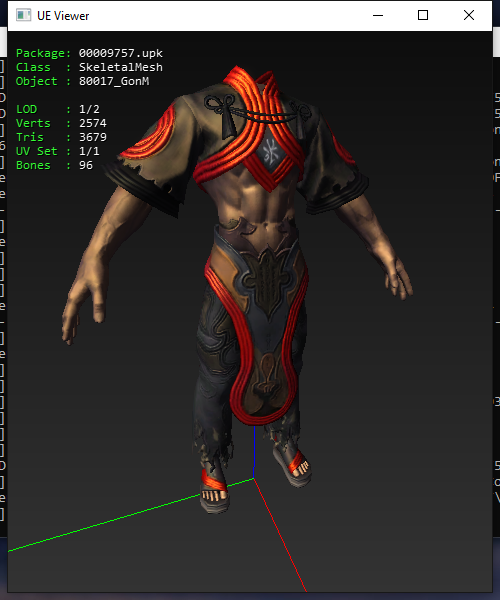 UE Viewer
Package: 00009757.upk
Class  : SkeletalMesh
Object : 80017_GonM
LOD    : 1/2
Verts  : 2574
Tris   : 3679
UV Set : 1/1
Bones  : 96